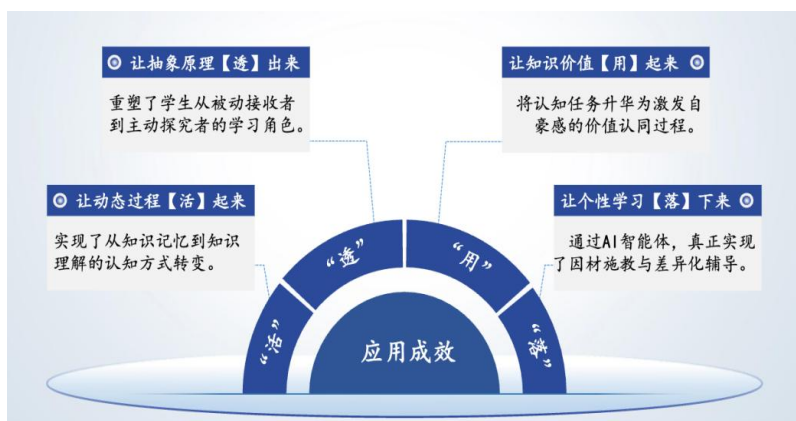 让抽象原理【透】出来
重塑了学生从被动接收者
到主动探究者的学习角色。
让知识价值【用】起来
将认知任务升华为激发自
豪感的价值认同过程。
让动态过程【活】起来
实现了从知识记忆到知识
理解的认知方式转变。
让个性学习【落】下来
通过AI智能体，真正实现
了因材施教与差异化辅导。
“活”
“透”
“用”
“落”
应用成效